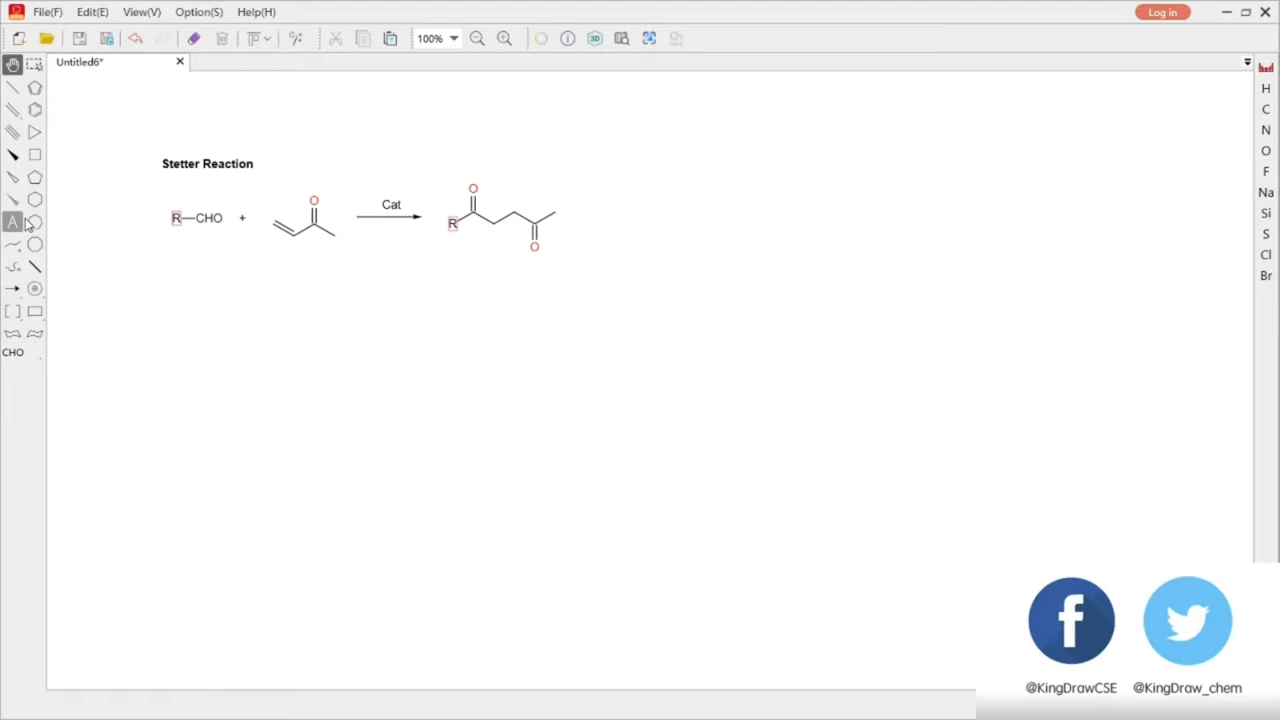 File(F) Edit(E) View(V) Option(S) Help(H) Log in
100%
Untitled6*
3D
H
C
N
O
F
Na
Si
S
Cl
Br
A
CHO
Stetter Reaction
R—CHO + O Cat R O O
@KingDrawCSE @KingDraw_chem